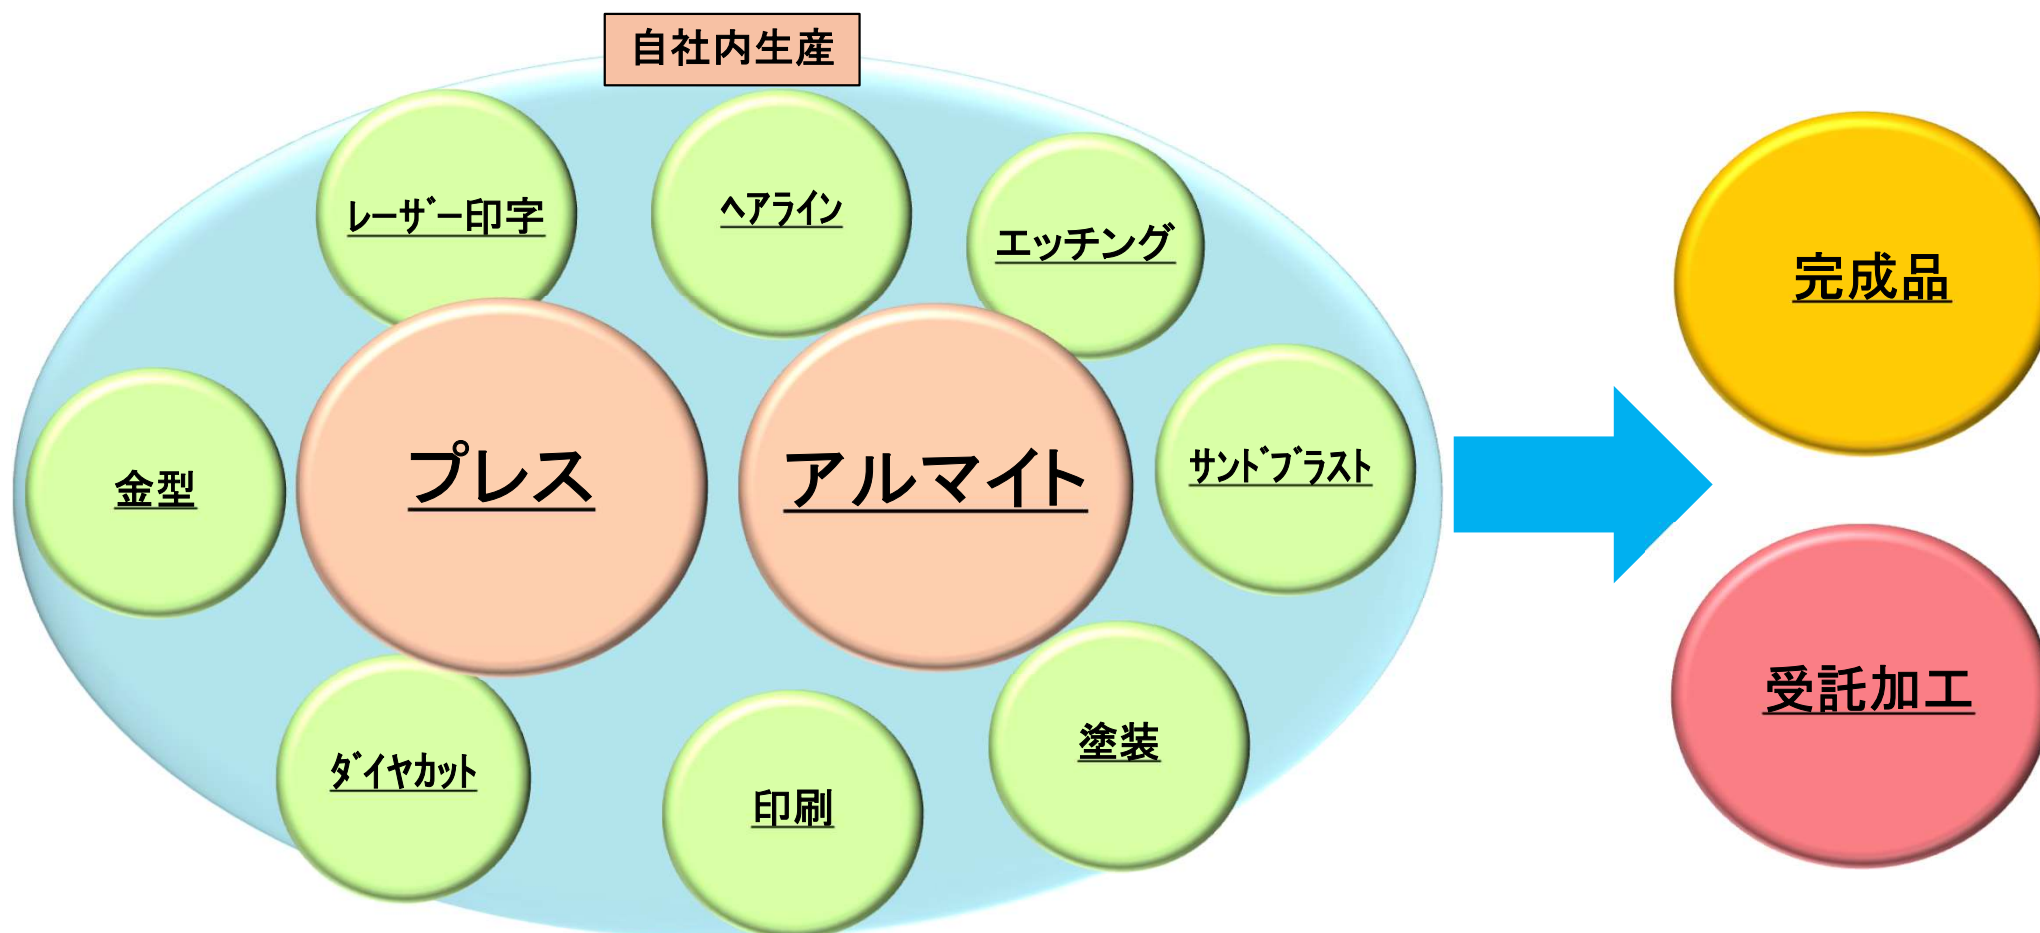 自社内生産
レーザー印字
ヘアライン
エッチング
完成品
金型
プレス
アルマイト
サンドブラスト
受託加工
ダイヤカット
印刷
塗装